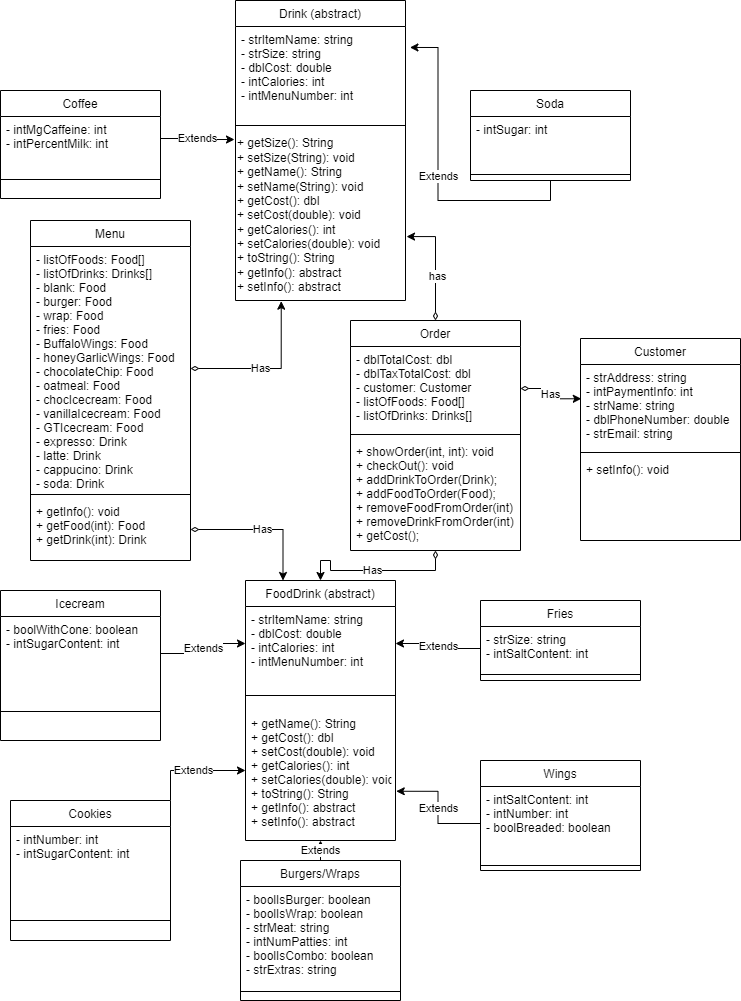 Drink (abstract)
- strItemName: string
- strSize: string
- dblCost: double
- intCalories: int
- intMenuNumber: int
+ getSize(): String
+ setSize(String): void
+ getName(): String
+ setName(String): void
+ getCost(): dbl
+ setCost(double): void
+ getCalories(): int
+ setCalories(double): void
+ toString(): String
+ getInfo(): abstract
+ setInfo(): abstract
Coffee
- intMgCaffeine: int
- intPercentMilk: int
Extends
Soda
- intSugar: int
Extends
Menu
- listOfFoods: Food[]
- listOfDrinks: Drinks[]
- blank: Food
- burger: Food
- wrap: Food
- fries: Food
- BuffaloWings: Food
- honeyGarlicWings: Food
- chocolateChip: Food
- oatmeal: Food
- chocIcecream: Food
- vanillaIcecream: Food
- GTIcecream: Food
- expresso: Drink
- latte: Drink
- cappucino: Drink
- soda: Drink
+ getInfo(): void
+ getFood(int): Food
+ getDrink(int): Drink
Has
Has
has
Order
- dblTotalCost: dbl
- dblTaxTotalCost: dbl
- customer: Customer
- listOfFoods: Food[]
- listOfDrinks: Drinks[]
+ showOrder(int, int): void
+ checkOut(): void
+ addDrinkToOrder(Drink);
+ addFoodToOrder(Food);
+ removeFoodFromOrder(int)
+ removeDrinkFromOrder(int)
+ getCost();
Has
Customer
- strAddress: string
- intPaymentInfo: int
- strName: string
- dblPhoneNumber: double
- strEmail: string
+ setInfo(): void
Has
FoodDrink (abstract)
- strItemName: string
- dblCost: double
- intCalories: int
- intMenuNumber: int
+ getName(): String
+ getCost(): dbl
+ setCost(double): void
+ getCalories(): int
+ setCalories(double): void
+ toString(): String
+ getInfo(): abstract
+ setInfo(): abstract
Icecream
- boolWithCone: boolean
- intSugarContent: int
Extends
Fries
- strSize: string
- intSaltContent: int
Extends
Cookies
- intNumber: int
- intSugarContent: int
Extends
Wings
- intSaltContent: int
- intNumber: int
- boolBreaded: boolean
Extends
Extends
Burgers/Wraps
- boolIsBurger: boolean
- boolIsWrap: boolean
- strMeat: string
- intNumPatties: int
- boolIsCombo: boolean
- strExtras: string